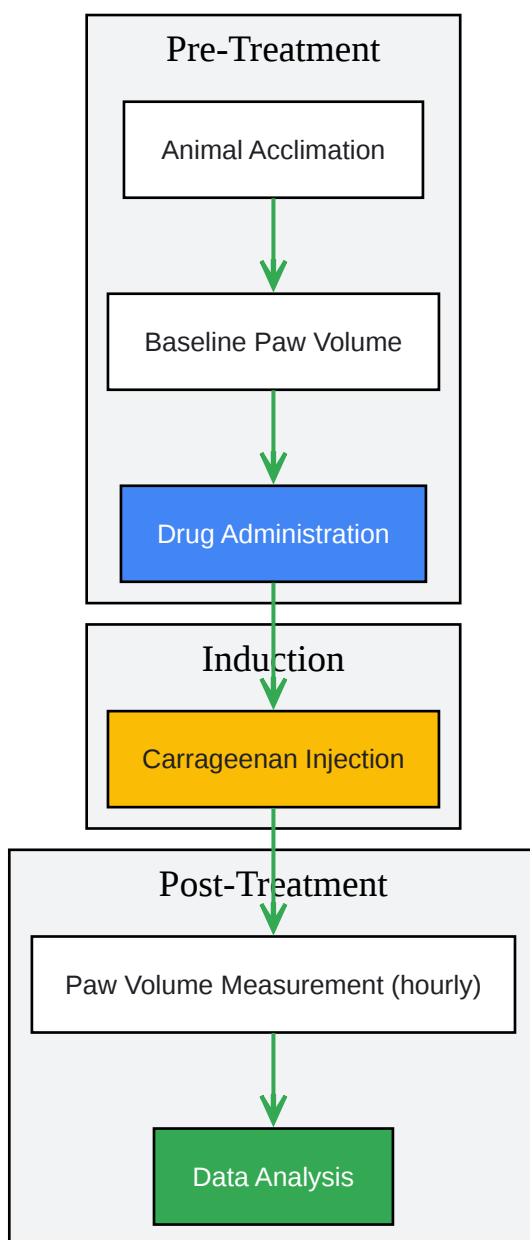 Pre-Treatment
Animal Acclimation
Baseline Paw Volume
Drug Administration
Induction
Carrageenan Injection
Post-Treatment
Paw Volume Measurement (hourly)
Data Analysis